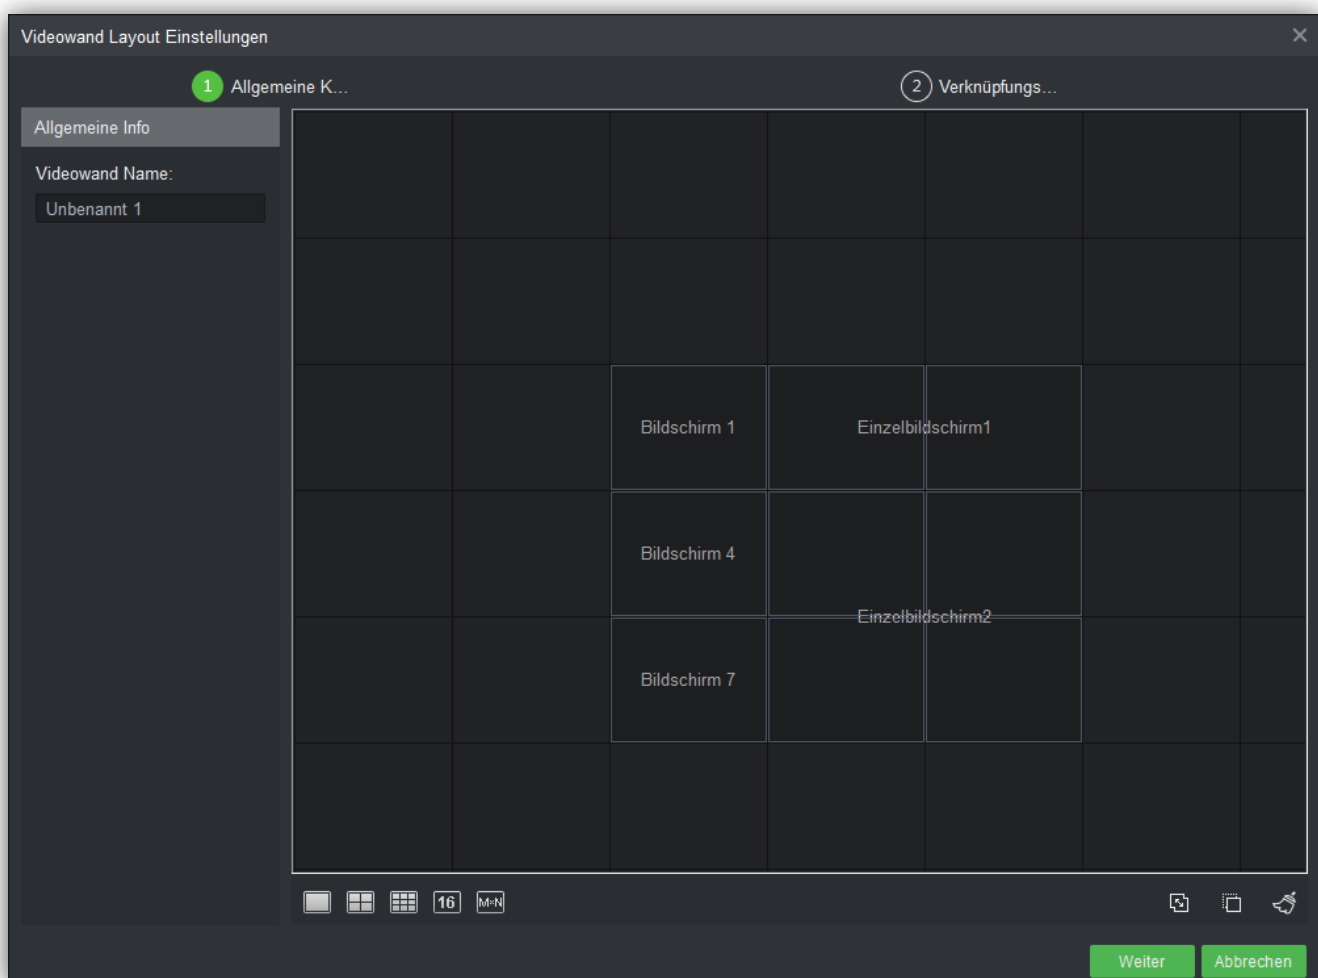 Videowand Layout Einstellungen
1 Allgemeine K...
2 Verknüpfungs...
Allgemeine Info
Videowand Name:
Unbenannt 1
Bildschirm 1
Einzelbildschirm1
Bildschirm 4
Einzelbildschirm2
Bildschirm 7
16
M×N
Weiter
Abbrechen